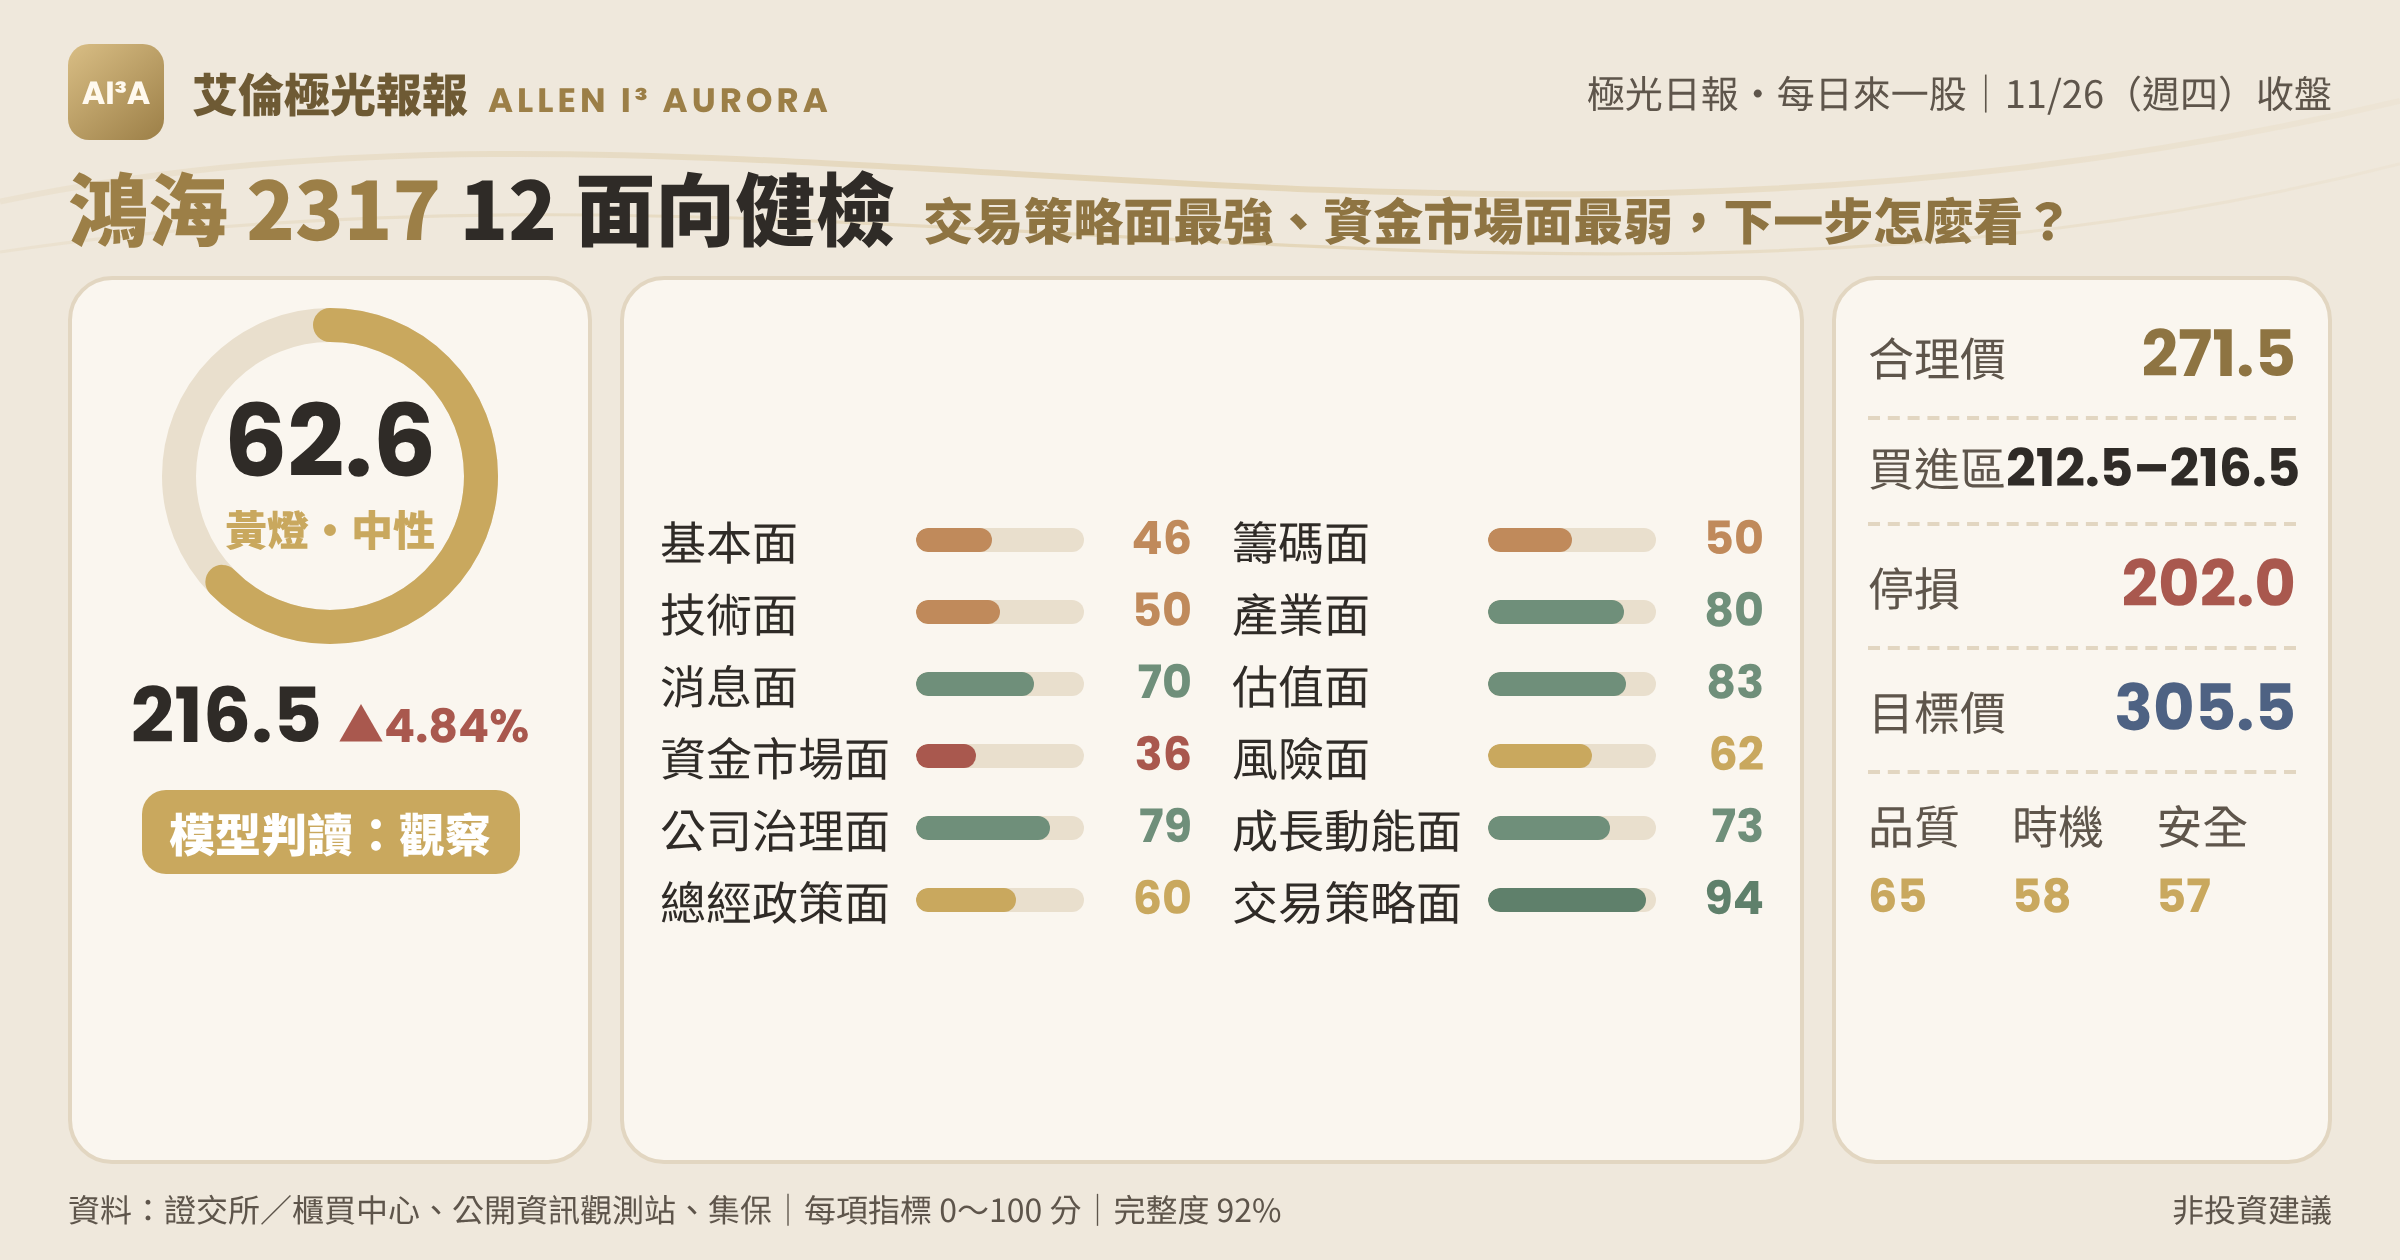 AI³A 艾倫極光報報 ALLEN I³ AURORA
極光日報・每日來一股｜11/26（週四）收盤
鴻海 2317 12 面向健檢 交易策略面最強、資金市場面最弱，下一步怎麼看？
62.6
黃燈・中性
216.5 ▲4.84%
模型判讀：觀察
基本面 46 籌碼面 50
技術面 50 產業面 80
消息面 70 估值面 83
資金市場面 36 風險面 62
公司治理面 79 成長動能面 73
總經政策面 60 交易策略面 94
合理價 271.5
買進區 212.5–216.5
停損 202.0
目標價 305.5
品質 時機 安全
65 58 57
資料：證交所／櫃買中心、公開資訊觀測站、集保｜每項指標 0～100 分｜完整度 92%
非投資建議